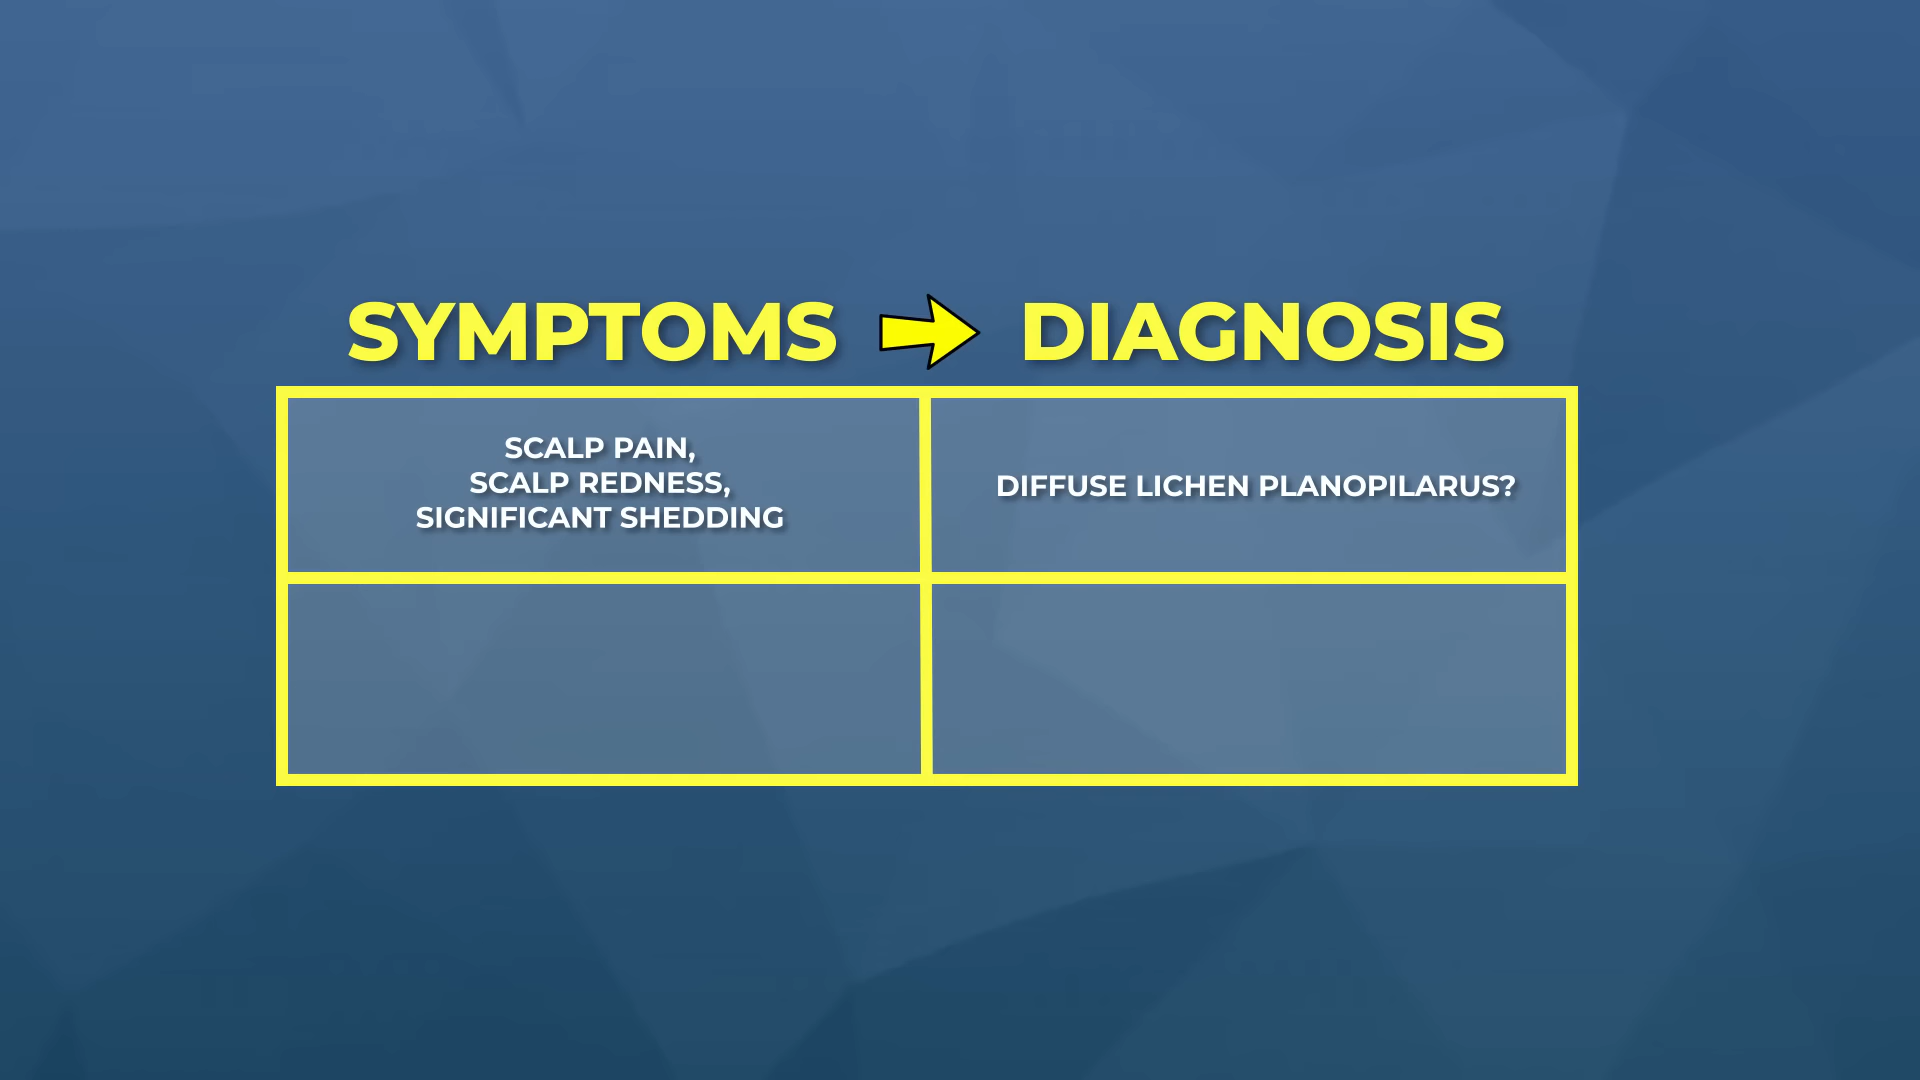 SYMPTOMS DIAGNOSIS
SCALP PAIN,
SCALP REDNESS,
SIGNIFICANT SHEDDING
DIFFUSE LICHEN PLANOPILARUS?